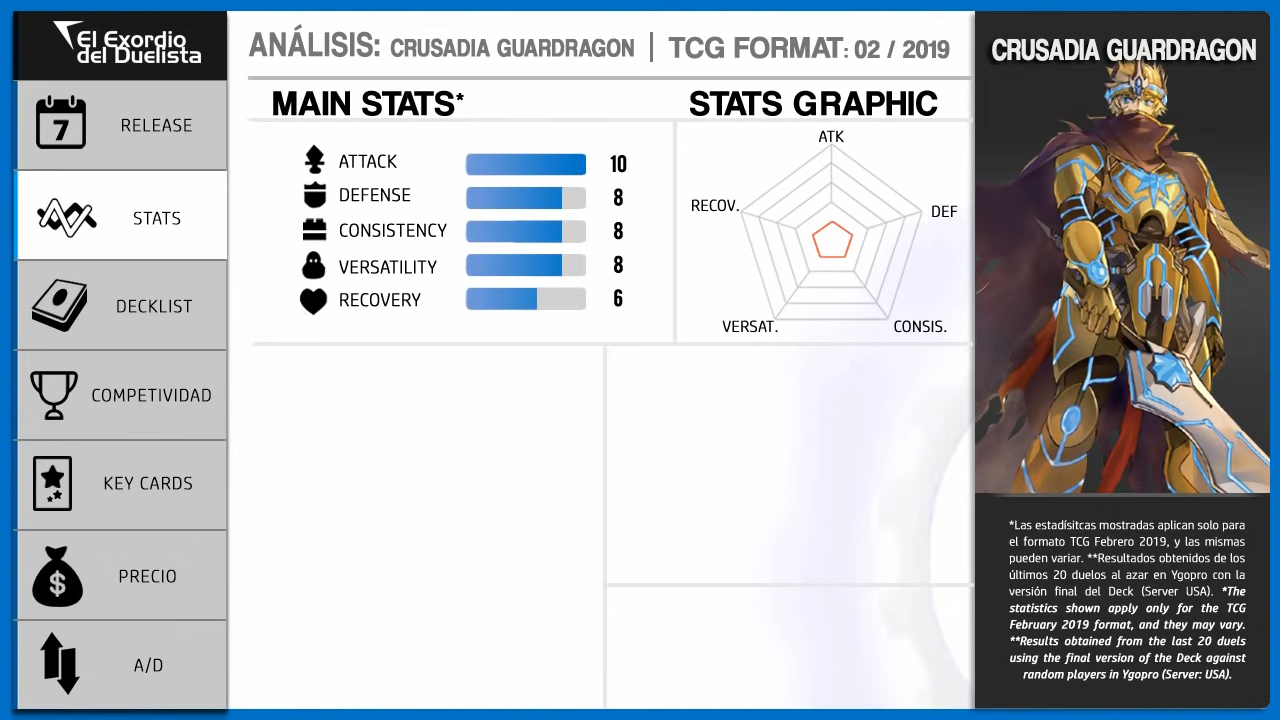 El Exordio
del Duelista
RELEASE
7
STATS
DECKLIST
COMPETIVIDAD
KEY CARDS
$
PRECIO
A/D
ANÁLISIS: CRUSADIA GUARDRAGON | TCG FORMAT: 02 / 2019
MAIN STATS*
ATTACK 10
DEFENSE 8
CONSISTENCY 8
VERSATILITY 8
RECOVERY 6
STATS GRAPHIC
ATK
RECOV.
DEF
VERSAT.
CONSIS.
CRUSADIA GUARDRAGON
*Las estadísitcas mostradas aplican solo para
el formato TCG Febrero 2019, y las mismas
pueden variar. **Resultados obtenidos de los
últimos 20 duelos al azar en Ygopro con la
versión final del Deck (Server USA). *The
statistics shown apply only for the TCG
February 2019 format, and they may vary.
**Results obtained from the last 20 duels
using the final version of the Deck against
random players in Ygopro (Server: USA).